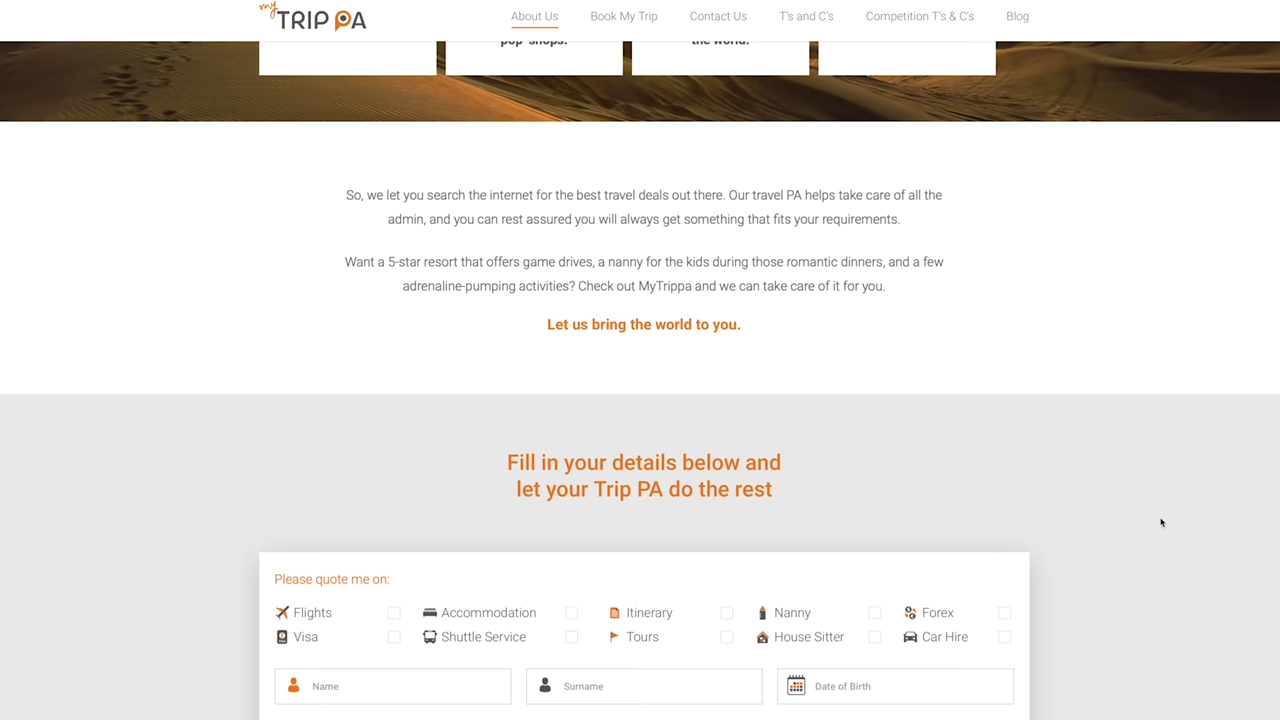 my TRIP PA
About Us Book My Trip Contact Us T's and C's Competition T's & C's Blog
pop-shops. the world.
So, we let you search the internet for the best travel deals out there. Our travel PA helps take care of all the
admin, and you can rest assured you will always get something that fits your requirements.
Want a 5-star resort that offers game drives, a nanny for the kids during those romantic dinners, and a few
adrenaline-pumping activities? Check out MyTrippa and we can take care of it for you.
Let us bring the world to you.
Fill in your details below and
let your Trip PA do the rest
Please quote me on:
Flights Accommodation Itinerary Nanny Forex
Visa Shuttle Service Tours House Sitter Car Hire
Name Surname Date of Birth